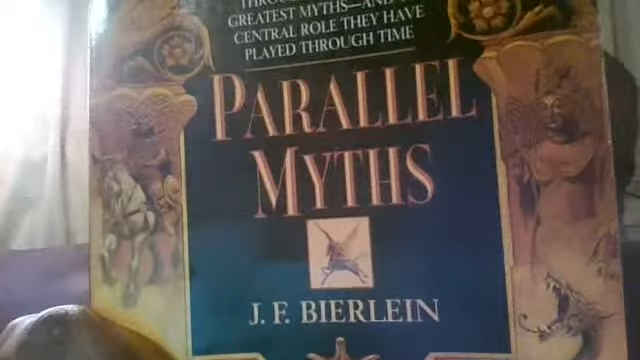 GREATEST MYTHS—AND
CENTRAL ROLE THEY HAVE
PLAYED THROUGH TIME
PARALLEL
MYTHS
J. F. BIERLEIN